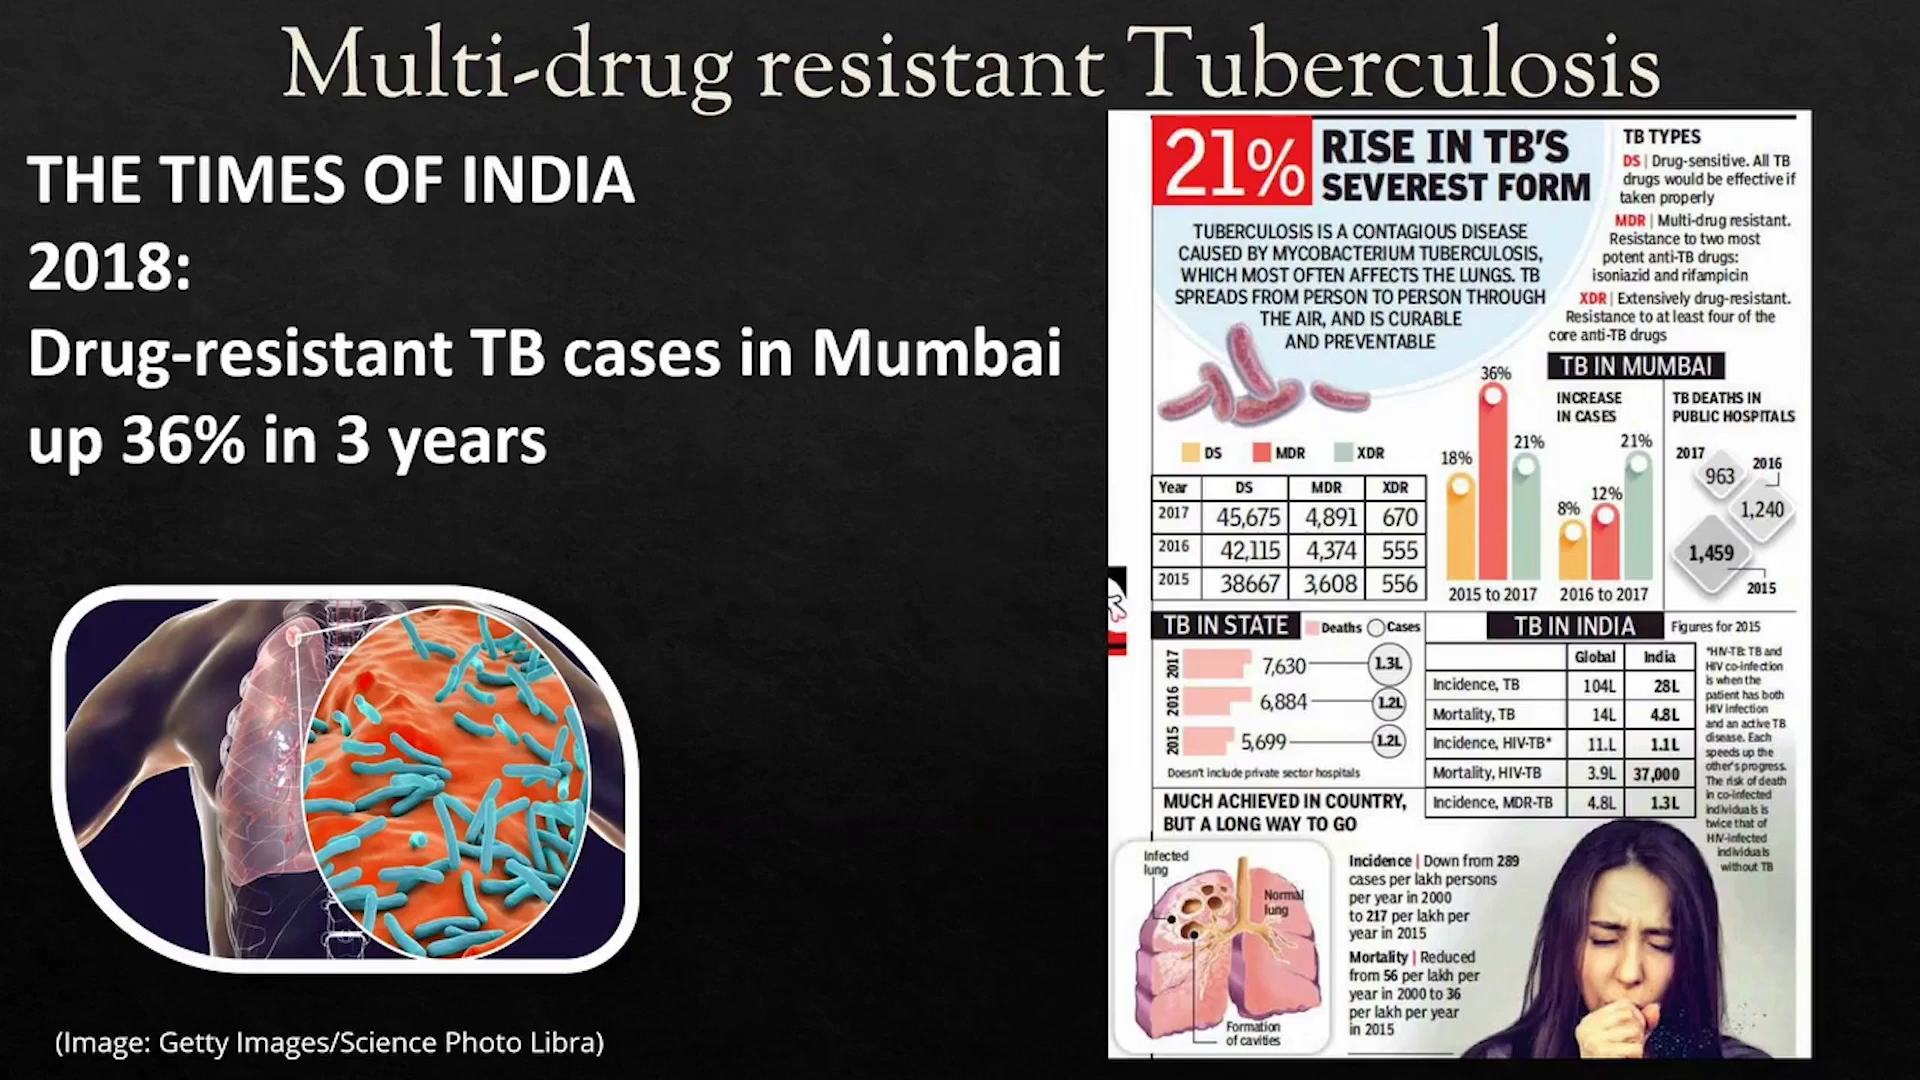 Multi-drug resistant Tuberculosis
THE TIMES OF INDIA
2018:
Drug-resistant TB cases in Mumbai
up 36% in 3 years
(Image: Getty Images/Science Photo Libra)
21%
RISE IN TB'S
SEVEREST FORM
TUBERCULOSIS IS A CONTAGIOUS DISEASE
CAUSED BY MYCOBACTERIUM TUBERCULOSIS,
WHICH MOST OFTEN AFFECTS THE LUNGS. TB
SPREADS FROM PERSON TO PERSON THROUGH
THE AIR, AND IS CURABLE
AND PREVENTABLE
TB TYPES
DS | Drug-sensitive. All TB
drugs would be effective if
taken properly
MDR | Multi-drug resistant.
Resistance to two most
potent anti-TB drugs:
isoniazid and rifampicin
XDR | Extensively drug-resistant.
Resistance to at least four of the
core anti-TB drugs
TB IN MUMBAI
DS MDR XDR
Year DS MDR XDR
2017 45,675 4,891 670
2016 42,115 4,374 555
2015 38667 3,608 556
18% 36% 21%
2015 to 2017
INCREASE
IN CASES
8% 12% 21%
2016 to 2017
TB DEATHS IN
PUBLIC HOSPITALS
2017
963
2016
1,240
1,459
2015
TB IN STATE
Deaths Cases
2017 7,630 1.3L
2016 6,884 1.2L
2015 5,699 1.2L
Doesn't include private sector hospitals
TB IN INDIA
Figures for 2015
Global India
Incidence, TB 104L 28L
Mortality, TB 14L 4.8L
Incidence, HIV-TB* 11.L 1.1L
Mortality, HIV-TB 3.9L 37,000
Incidence, MDR-TB 4.8L 1.3L
*HIV-TB: TB and
HIV co-infection
is when the
patient has both
HIV infection
and an active TB
disease. Each
speeds up the
other's progress.
The risk of death
in co-infected
individuals is
twice that of
HIV-infected
individuals
without TB
MUCH ACHIEVED IN COUNTRY,
BUT A LONG WAY TO GO
Infected
lung
Normal
lung
Formation
of cavities
Incidence | Down from 289
cases per lakh persons
per year in 2000
to 217 per lakh per
year in 2015
Mortality | Reduced
from 56 per lakh per
year in 2000 to 36
per lakh per year
in 2015